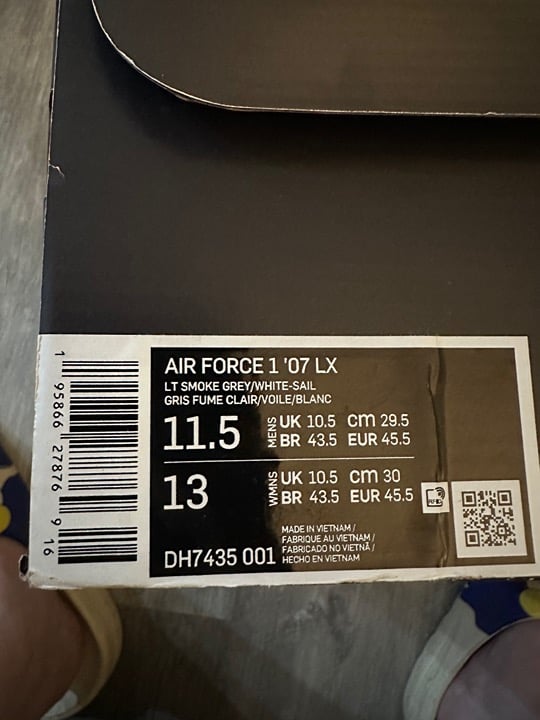 AIR FORCE 1 '07 LX
LT SMOKE GREY/WHITE-SAIL
GRIS FUME CLAIR/VOILE/BLANC
11.5 MENS UK 10.5 cm 29.5
BR 43.5 EUR 45.5
13 WMNS UK 10.5 cm 30
BR 43.5 EUR 45.5
MADE IN VIETNAM /
FABRIQUE AU VIETNAM /
FABRICADO NO VIETNÃ /
HECHO EN VIETNAM
DH7435 001
1 95866 27876 9 16